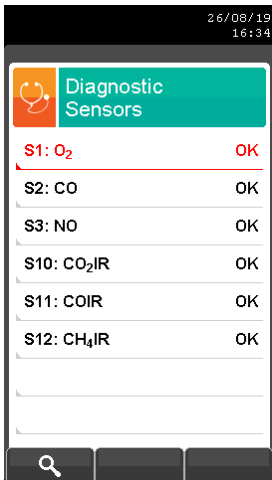 26/08/19
16:34
Diagnostic
Sensors
S1: O₂ OK
S2: CO OK
S3: NO OK
S10: CO₂IR OK
S11: COIR OK
S12: CH₄IR OK